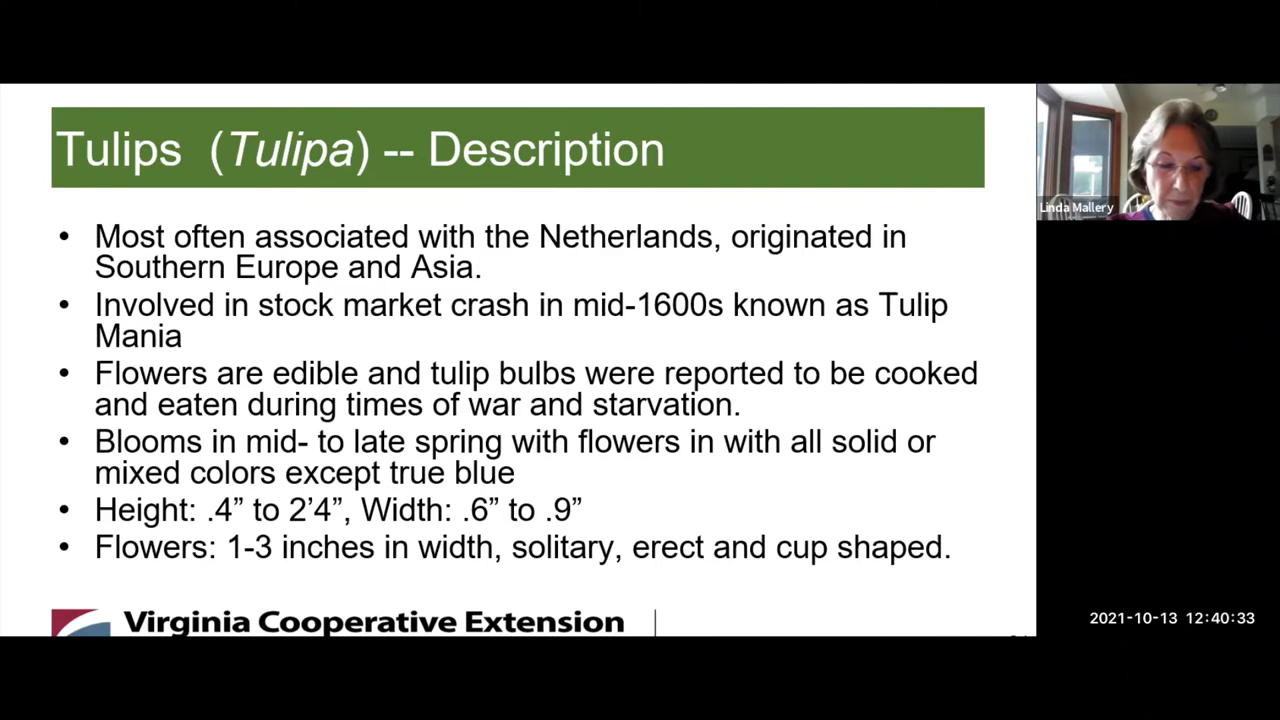 Tulips (Tulipa) -- Description
• Most often associated with the Netherlands, originated in
Southern Europe and Asia.
• Involved in stock market crash in mid-1600s known as Tulip
Mania
• Flowers are edible and tulip bulbs were reported to be cooked
and eaten during times of war and starvation.
• Blooms in mid- to late spring with flowers in with all solid or
mixed colors except true blue
• Height: .4” to 2’4”, Width: .6” to .9”
• Flowers: 1-3 inches in width, solitary, erect and cup shaped.
Virginia Cooperative Extension
Linda Mallery
2021-10-13 12:40:33